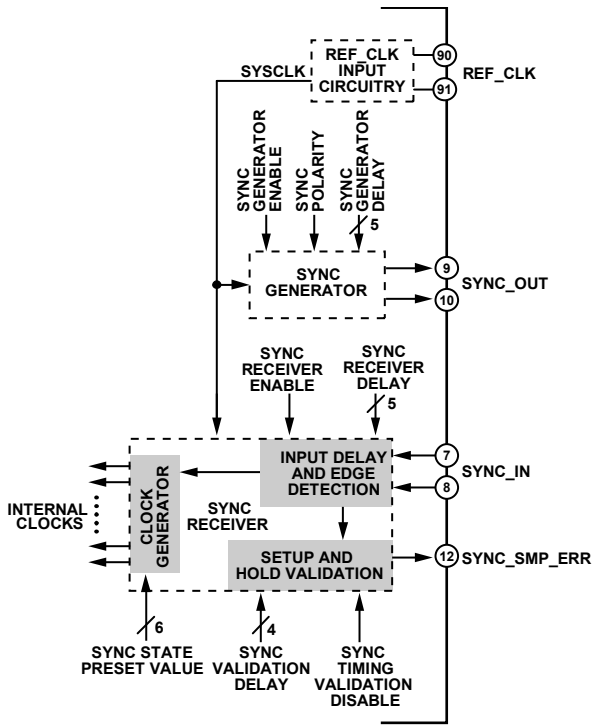 REF_CLK
INPUT
CIRCUITRY
SYSCLK
90
91
REF_CLK
SYNC
GENERATOR
ENABLE
SYNC
POLARITY
SYNC
GENERATOR
DELAY
5
SYNC
GENERATOR
9
10
SYNC_OUT
SYNC
RECEIVER
ENABLE
SYNC
RECEIVER
DELAY
5
INPUT DELAY
AND EDGE
DETECTION
7
8
SYNC_IN
CLOCK
GENERATOR
INTERNAL
CLOCKS
SYNC
RECEIVER
SETUP AND
HOLD VALIDATION
12
SYNC_SMP_ERR
6
SYNC STATE
PRESET VALUE
4
SYNC
VALIDATION
DELAY
SYNC
TIMING
VALIDATION
DISABLE